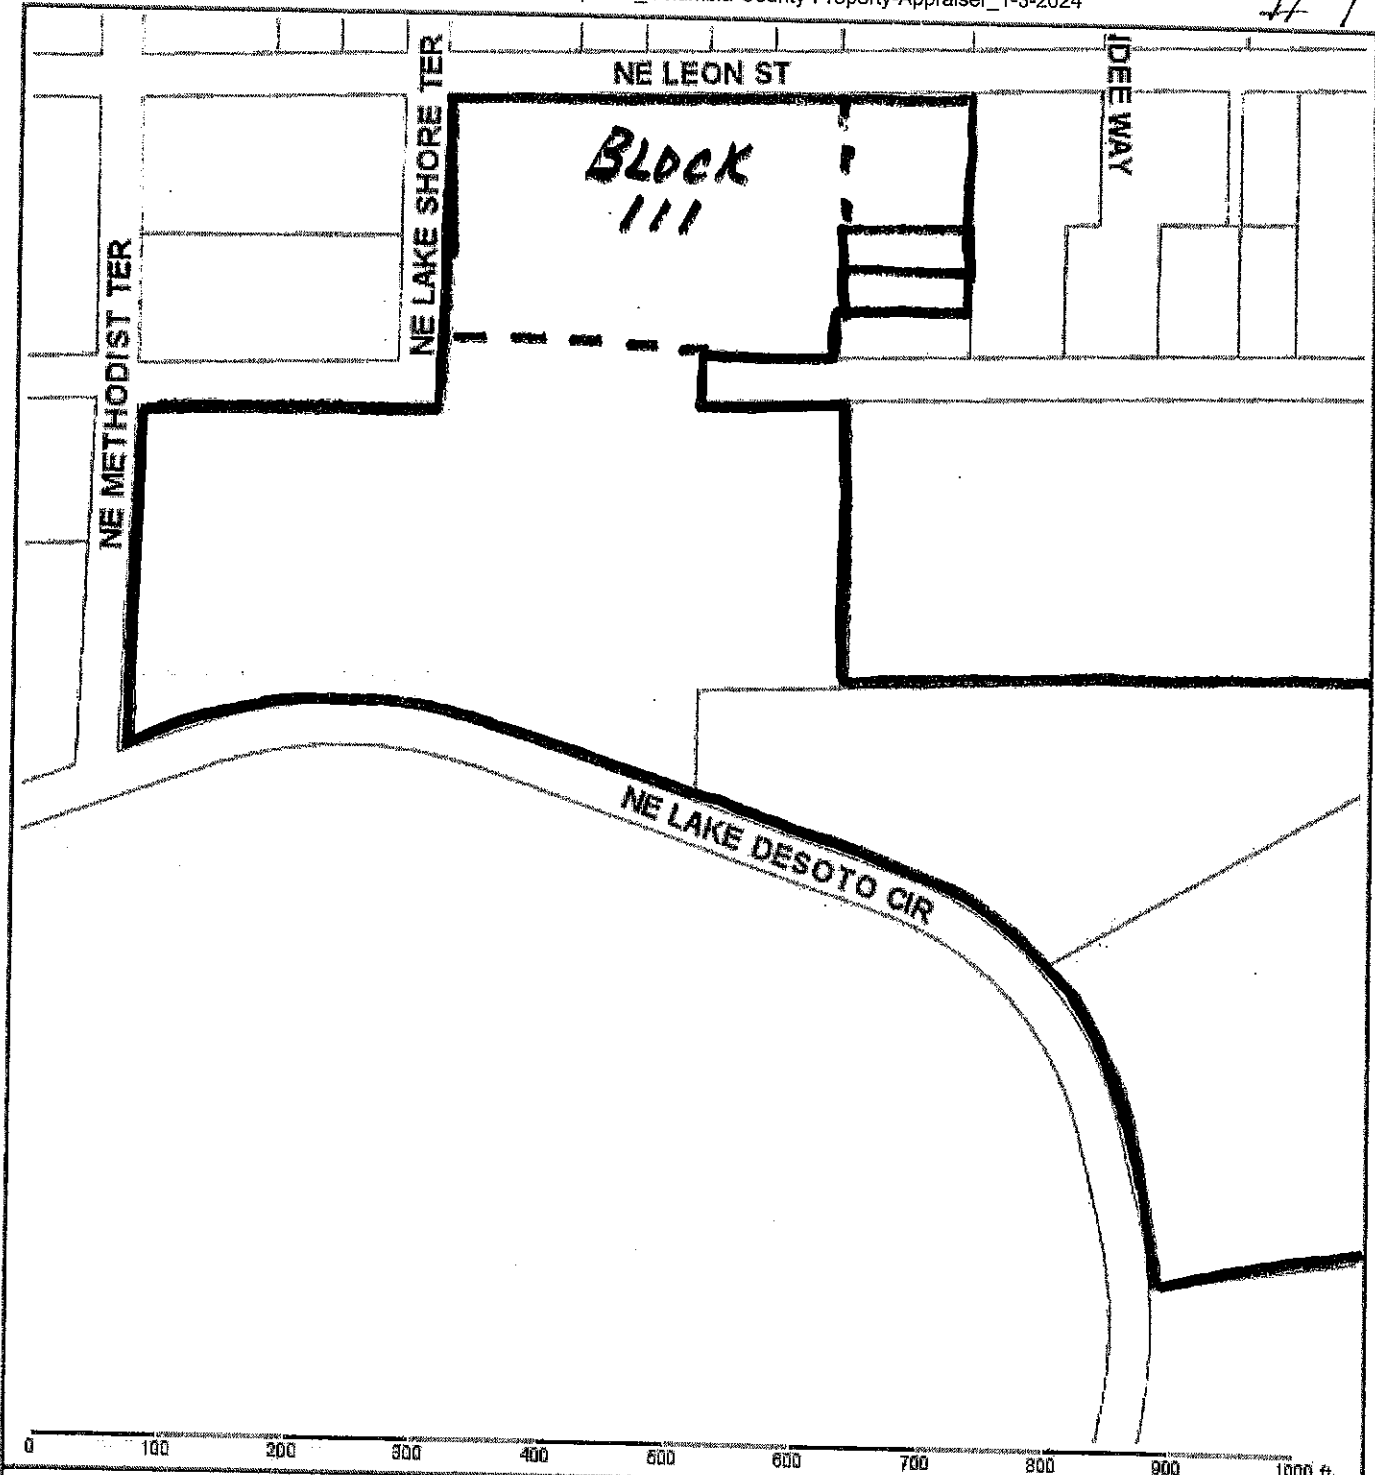 County-Property-Appraiser_1-3-2024
# 1
NE LEON ST
IDEE WAY
NE LAKE SHORE TER
BLOCK
111
NE METHODIST TER
NE LAKE DESOTO CIR
0 100 200 300 400 500 600 700 800 900 1000 ft.